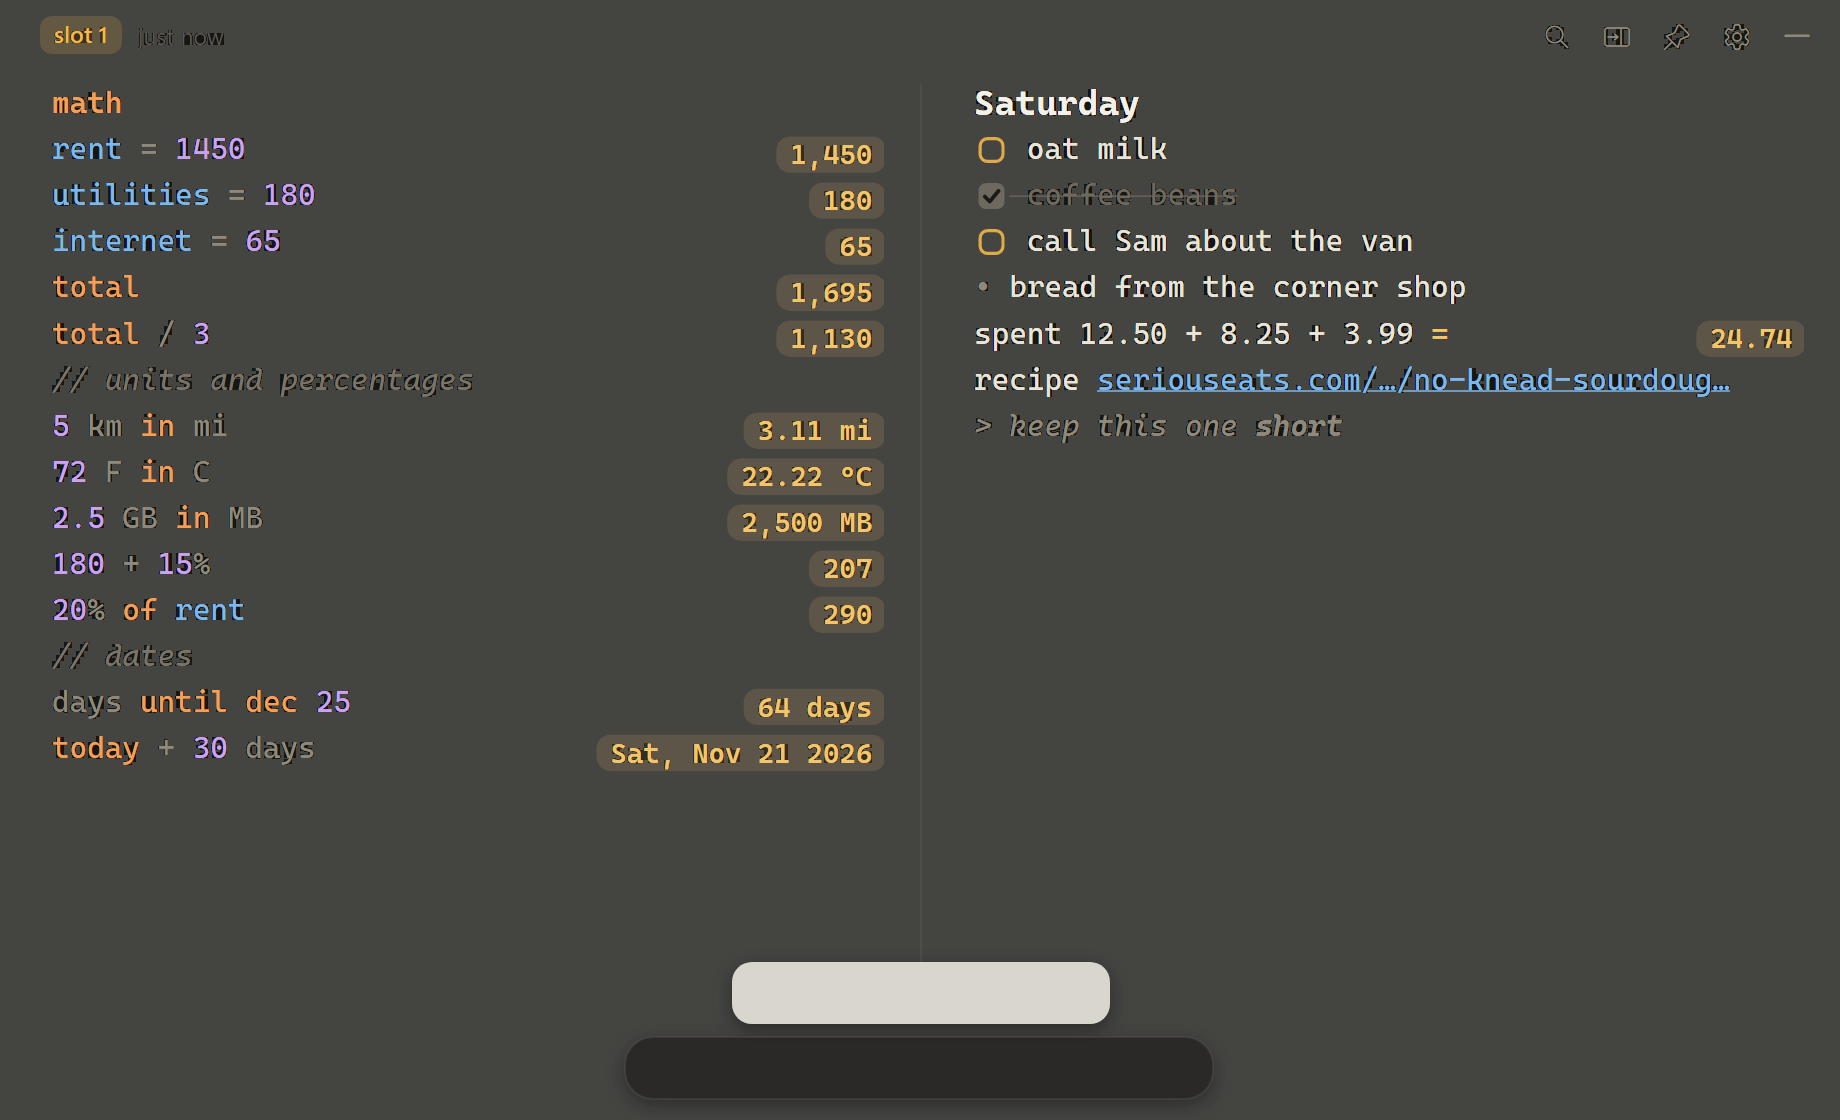 slot 1 just now
math
rent = 1450 1,450
utilities = 180 180
internet = 65 65
total 1,695
total / 3 1,130
// units and percentages
5 km in mi 3.11 mi
72 F in C 22.22 °C
2.5 GB in MB 2,500 MB
180 + 15% 207
20% of rent 290
// dates
days until dec 25 64 days
today + 30 days Sat, Nov 21 2026
Saturday
oat milk
coffee beans
call Sam about the van
• bread from the corner shop
spent 12.50 + 8.25 + 3.99 = 24.74
recipe seriouseats.com/…/no-knead-sourdoug…
> keep this one short